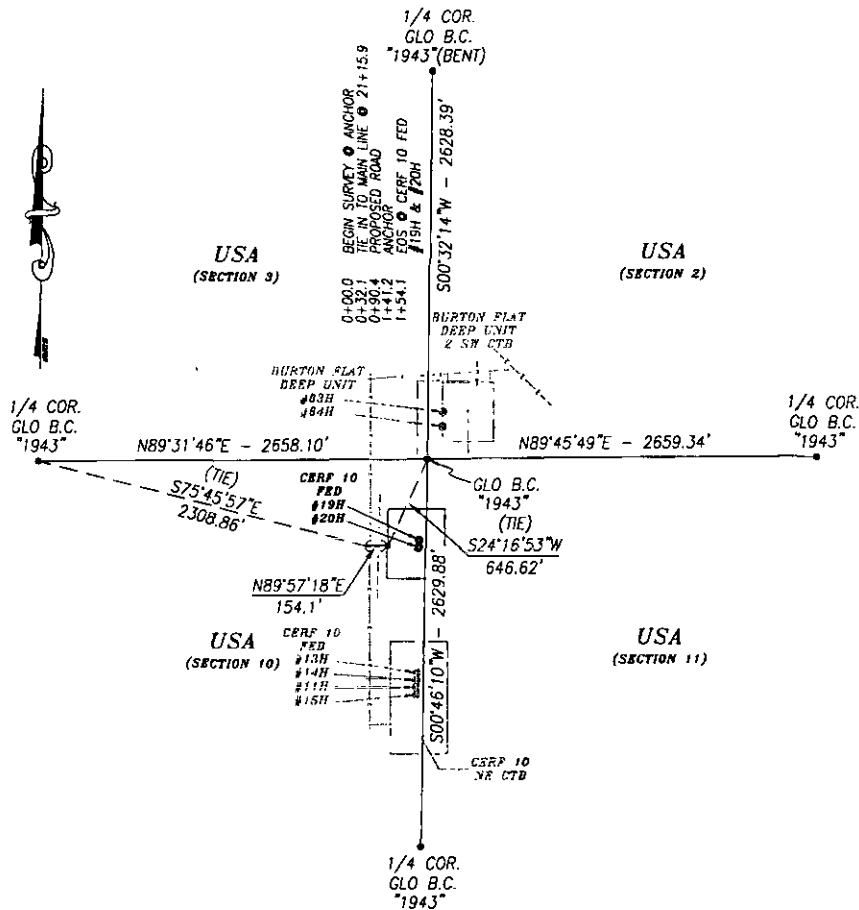 1/4 COR.
GLO B.C.
"1943"(BENT)
0+00.0 BEGIN SURVEY @ ANCHOR
0+32.1 TIE IN TO MAIN LINE @ 21+15.9
0+90.4 PROPOSED ROAD
1+41.2 ANCHOR
1+54.1 EOS @ CERF 10 FED
#19H & #20H
S00°32'14"W - 2628.39'
USA
(SECTION 3)
USA
(SECTION 2)
BURTON FLAT
DEEP UNIT
2 SW CTB
BURTON FLAT
DEEP UNIT
#83H
#84H
1/4 COR.
GLO B.C.
"1943"
N89°31'46"E - 2658.10'
N89°45'49"E - 2659.34'
1/4 COR.
GLO B.C.
"1943"
(TIE)
S75°45'57"E
2308.86'
CERF 10
FED
#19H
#20H
GLO B.C.
"1943"
(TIE)
S24°16'53"W
646.62'
N89°57'18"E
154.1'
S00°46'10"W - 2629.88'
USA
(SECTION 10)
CERF 10
FED
#13H
#14H
#11H
#15H
USA
(SECTION 11)
CERF 10
NE CTB
1/4 COR.
GLO B.C.
"1943"